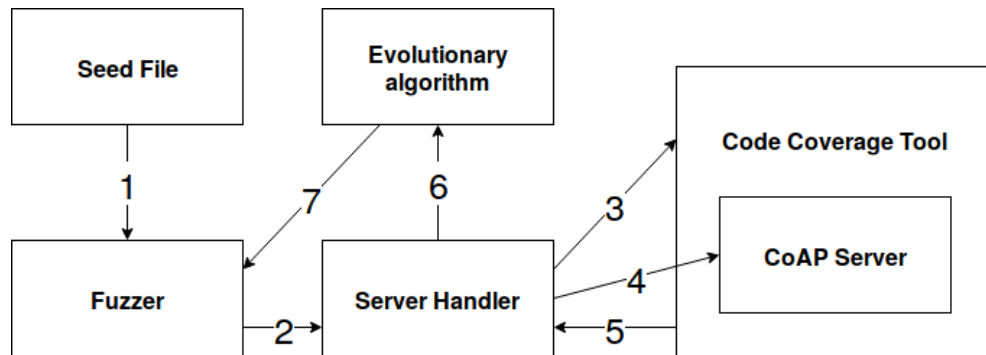 Seed File
Evolutionary
algorithm
Code Coverage Tool
1
7
6
3
4
CoAP Server
Fuzzer
2
Server Handler
5